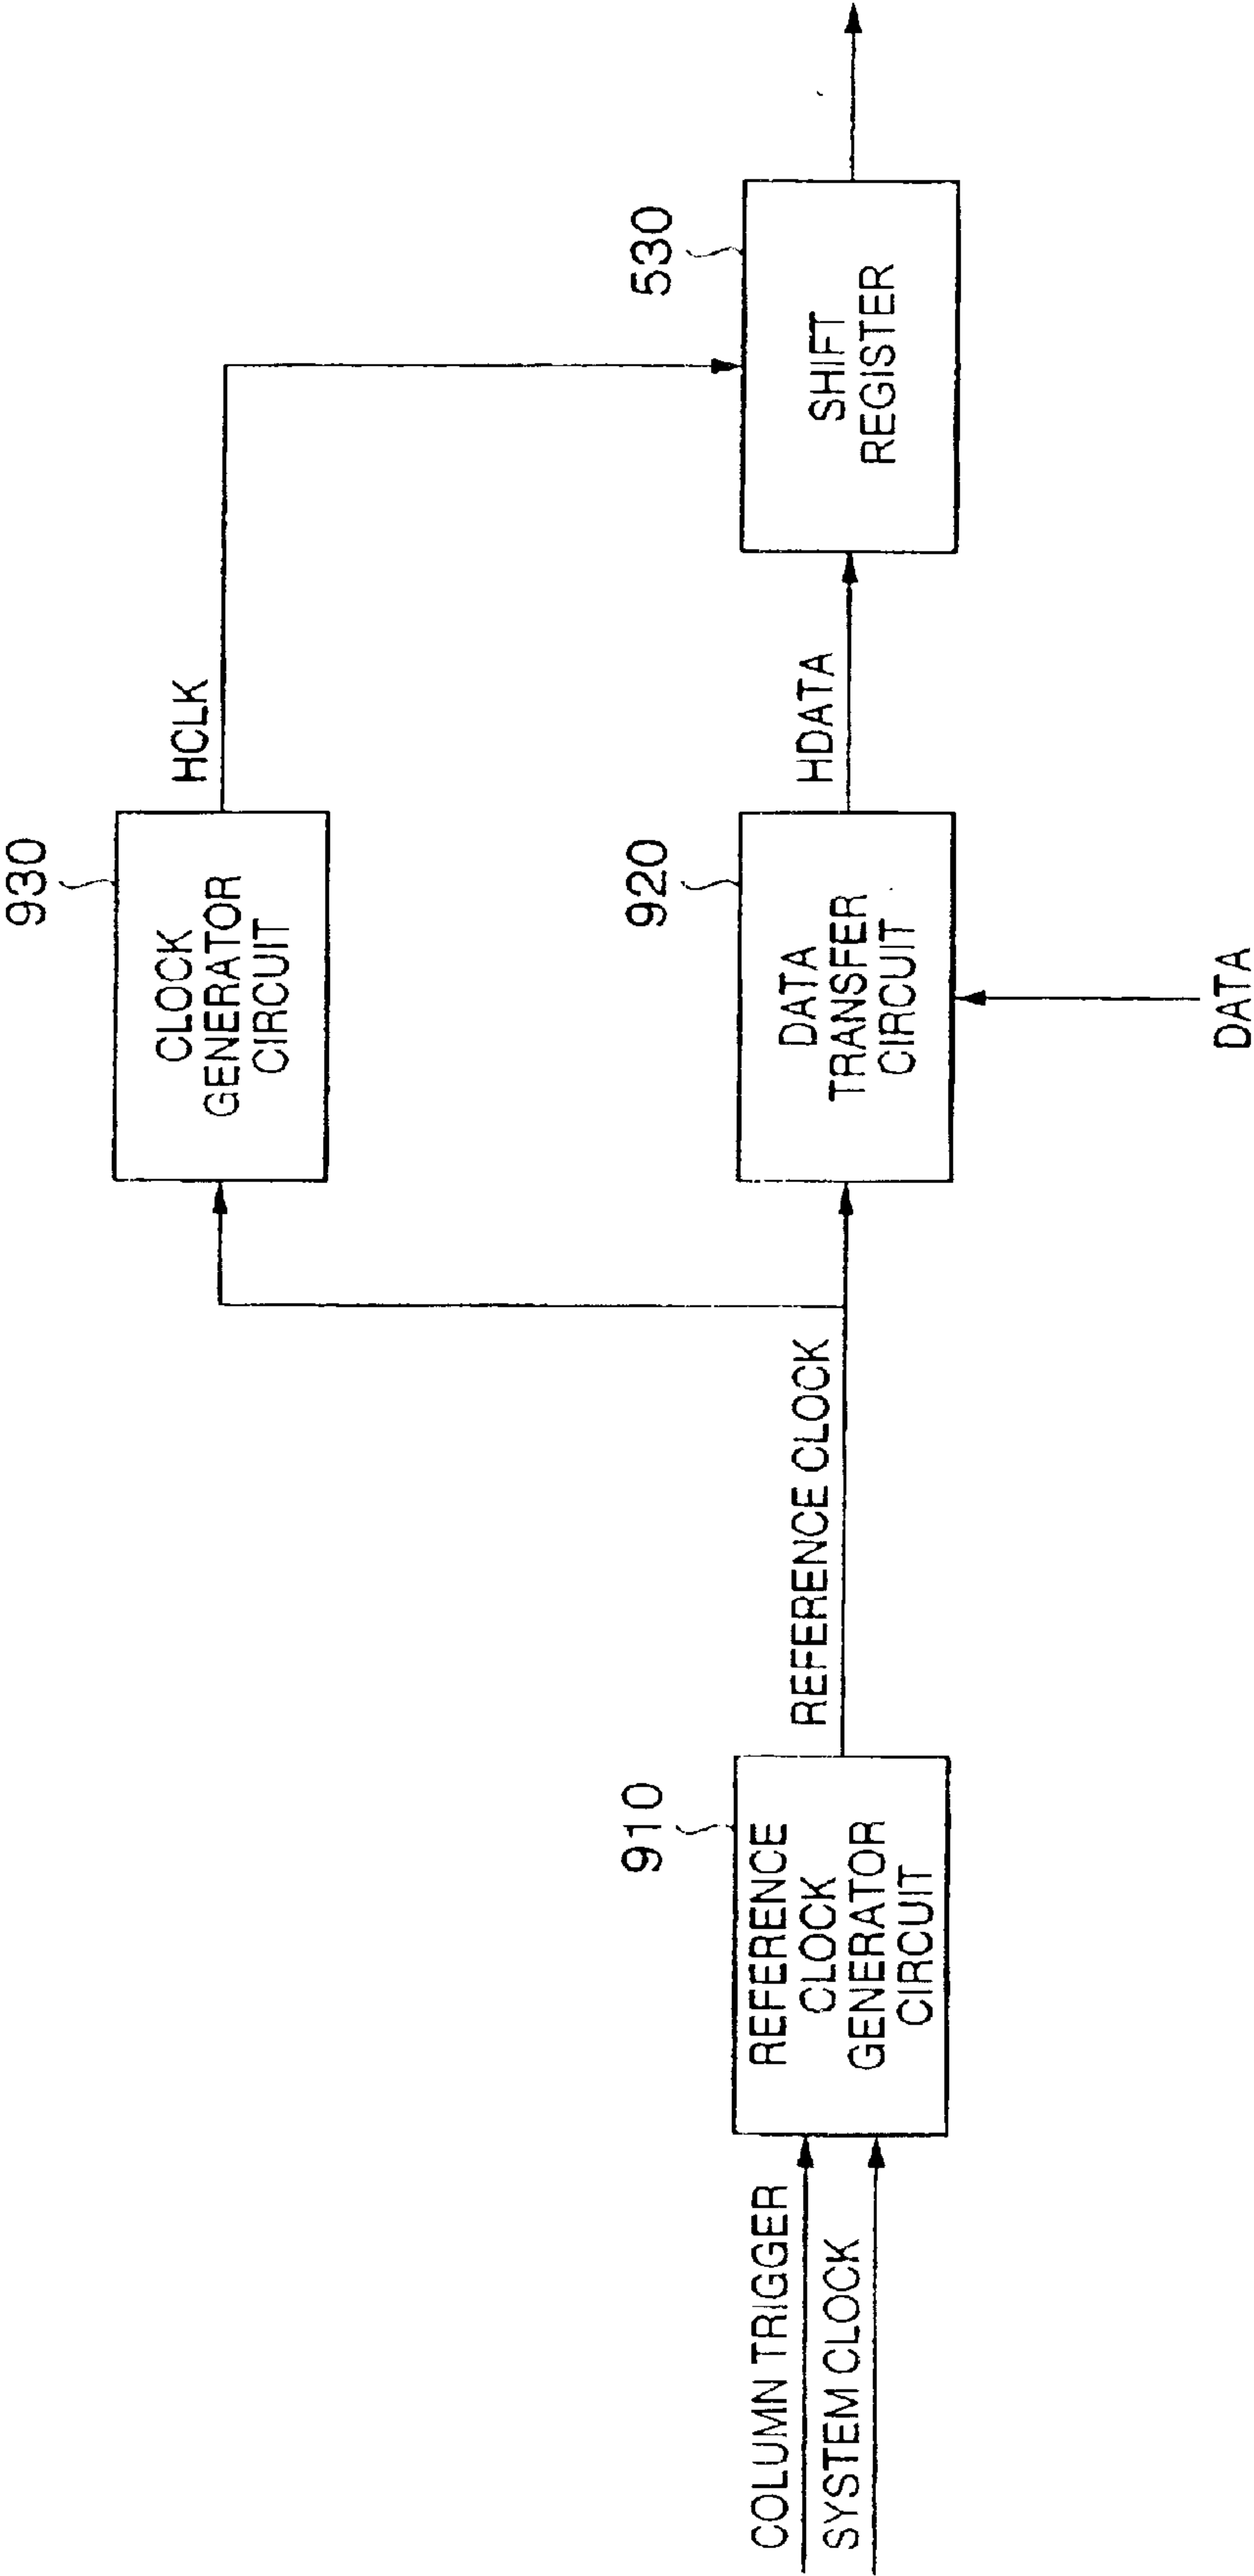 930
CLOCK
GENERATOR
CIRCUIT
HCLK
COLUMN TRIGGER
SYSTEM CLOCK
910
REFERENCE
CLOCK
GENERATOR
CIRCUIT
REFERENCE CLOCK
920
DATA
TRANSFER
CIRCUIT
HDATA
530
SHIFT
REGISTER
DATA